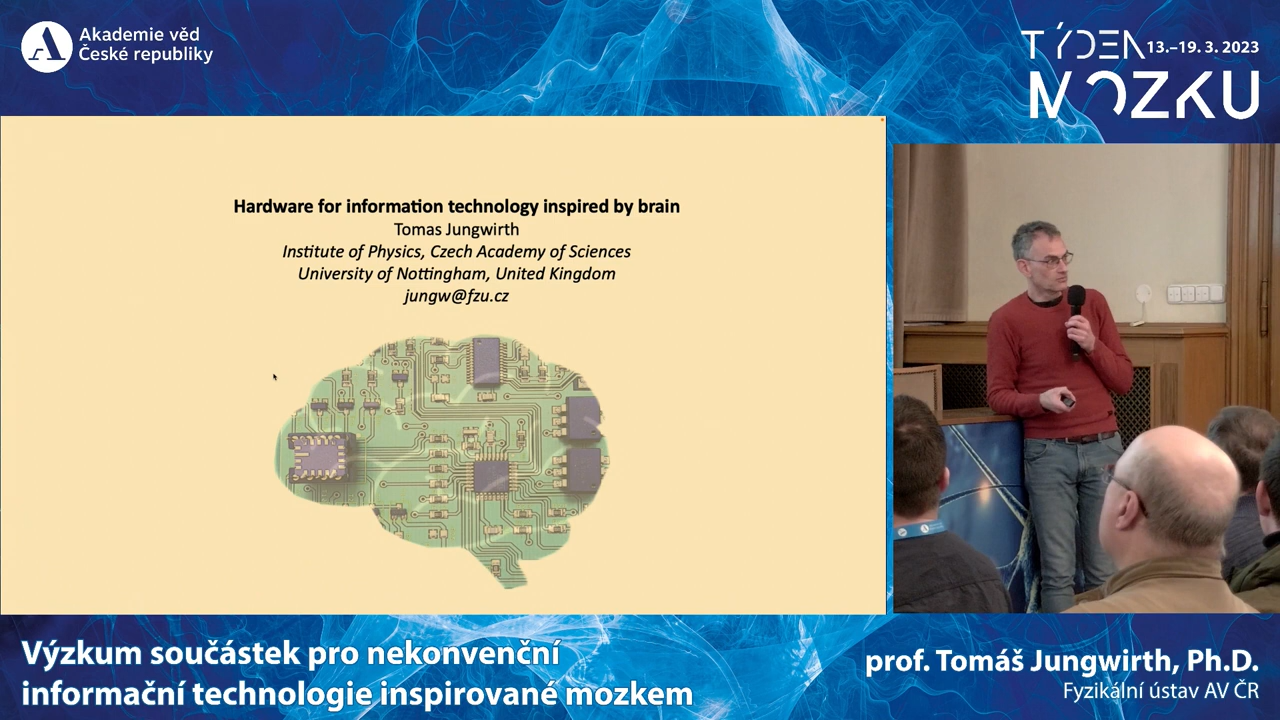 Akademie věd
České republiky
TÝDEN 13.–19. 3. 2023
MOZKU
Hardware for information technology inspired by brain
Tomas Jungwirth
Institute of Physics, Czech Academy of Sciences
University of Nottingham, United Kingdom
jungw@fzu.cz
Výzkum součástek pro nekonvenční
informační technologie inspirované mozkem
prof. Tomáš Jungwirth, Ph.D.
Fyzikální ústav AV ČR